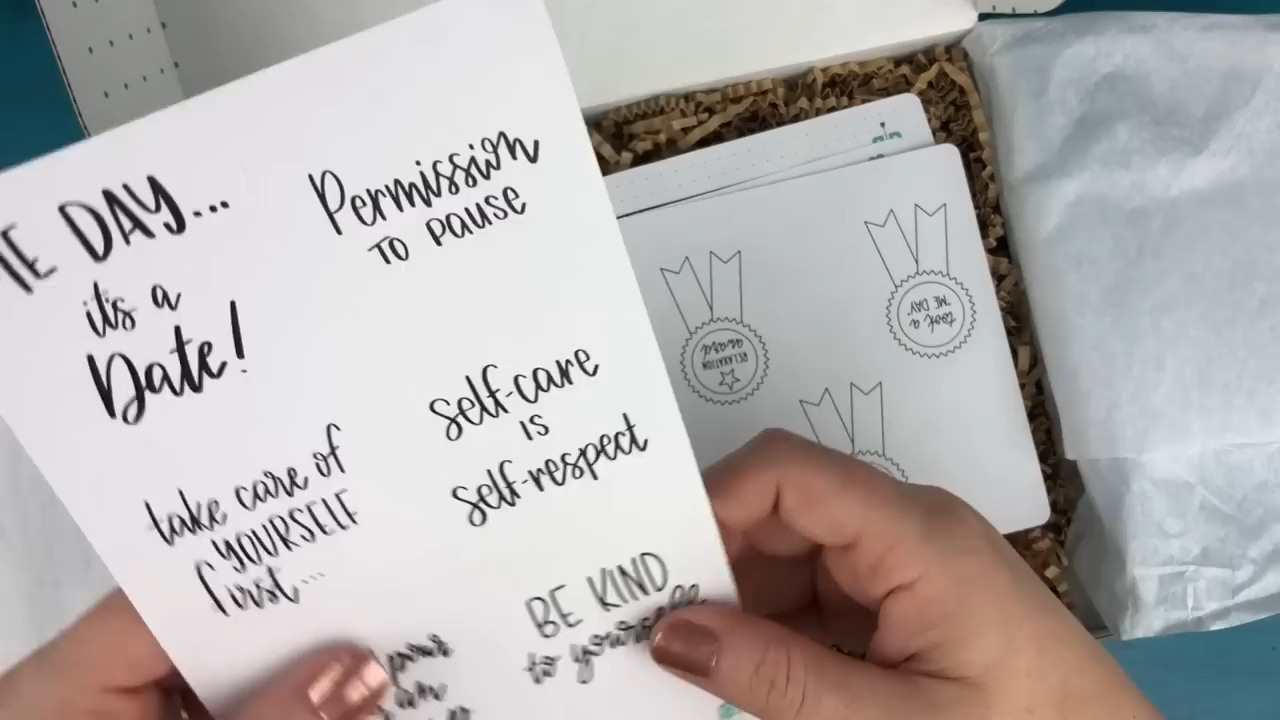 DAY...
it's a
Date!
Permission
TO PAUSE
self-care
IS
self-respect
take care of
YOURSELF
first...
BE KIND
to
RELAXATION
award
took a
"ME DAY"